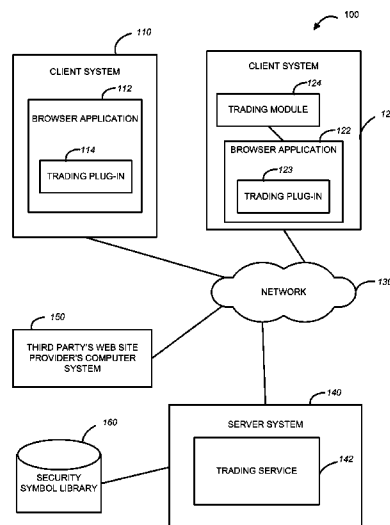 100
110
CLIENT SYSTEM
112
BROWSER APPLICATION
114
TRADING PLUG-IN
CLIENT SYSTEM
124
TRADING MODULE
12
122
BROWSER APPLICATION
123
TRADING PLUG-IN
130
NETWORK
150
THIRD PARTY'S WEB SITE
PROVIDER'S COMPUTER
SYSTEM
140
SERVER SYSTEM
TRADING SERVICE
142
160
SECURITY
SYMBOL LIBRARY